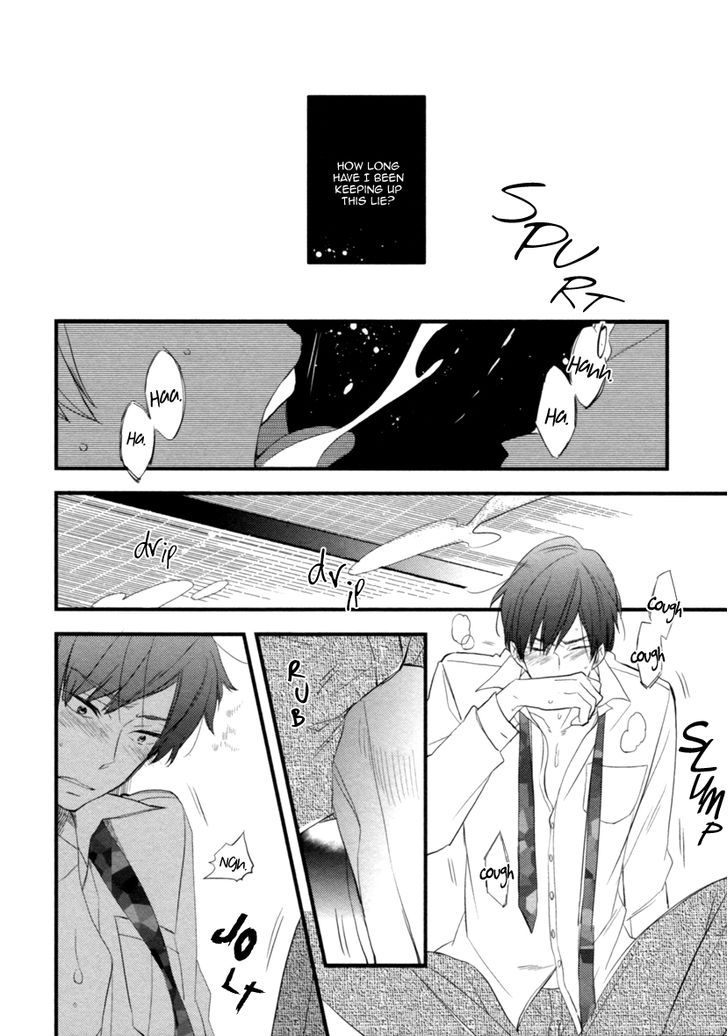 HOW LONG
HAVE I BEEN
KEEPING UP
THIS LIE?
SPURT
Hahh.
Ha.
Haa.
Ha.
drip
drip
cough
cough
SLUMP
cough
RUB
Ngh.
JOLT